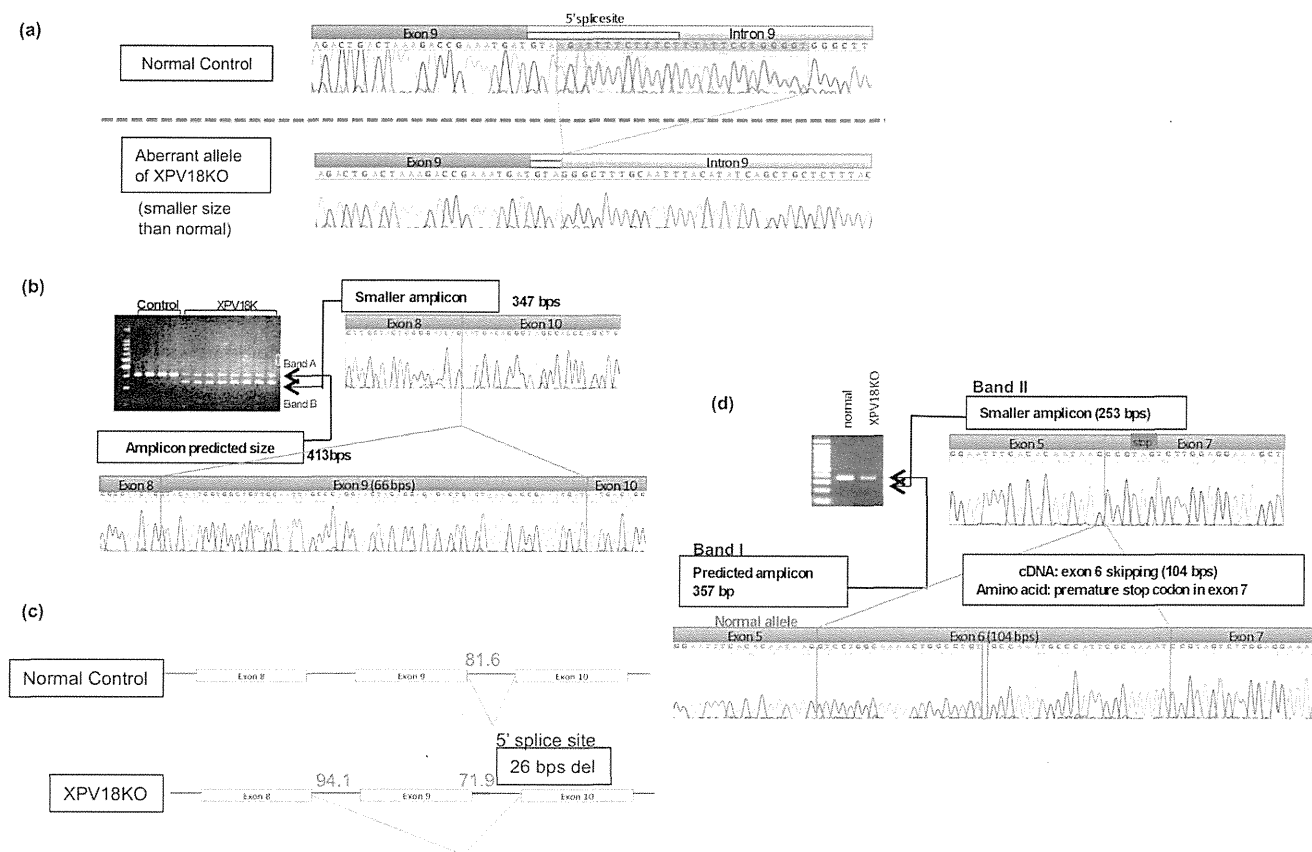 (a)
5' splicesite
Exon 9
Intron 9
Normal Control
AGACTGACTAAAGACCGAAATGATGTAAGATTTTCTTTCTTTATTCCTGGGGTGGGCTT
Aberrant allele
of XPV18KO
(smaller size
than normal)
Exon 9
Intron 9
AGACTGACTAAAGACCGAAATGATGTAGGGCTTTGCAATTTACATATCAGCTGCTCTTTAC
(b)
Control
XPV18K
Band A
Band B
Smaller amplicon
347 bps
Exon 8
Exon 10
Amplicon predicted size
413bps
Exon 8
Exon 9 (66bps)
Exon 10
(c)
Normal Control
Exon 8
Exon 9
81.6
Exon 10
5' splice site
26 bps del
XPV18KO
Exon 8
94.1
Exon 9
71.9
Exon 10
(d)
normal
XPV18KO
Band II
Smaller amplicon (253 bps)
Exon 5
stop
Exon 7
Band I
Predicted amplicon
357 bp
cDNA: exon 6 skipping (104 bps)
Amino acid: premature stop codon in exon 7
Normal allele
Exon 5
Exon 6 (104 bps)
Exon 7